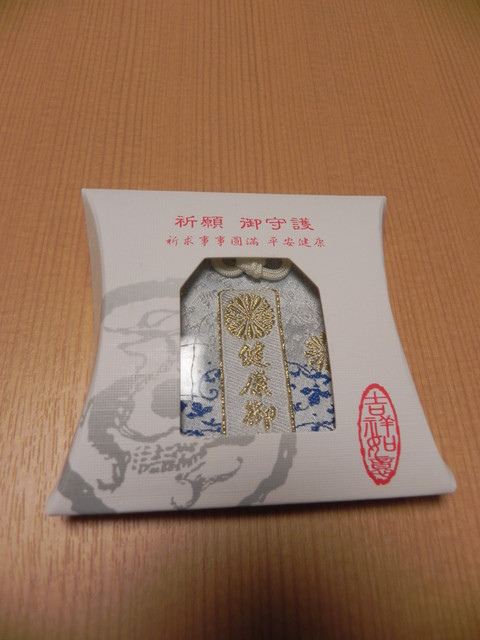 祈願 御守護
祈求事事圓滿 平安健康
健康御
吉祥如意